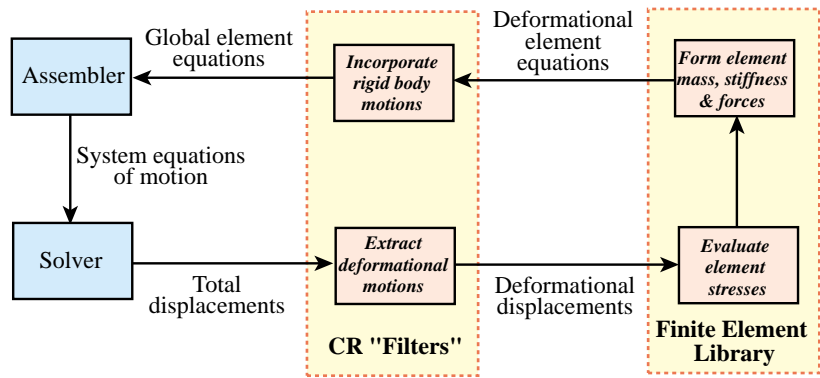 Global element
equations
Deformational
element
equations
Assembler
Incorporate
rigid body
motions
Form element
mass, stiffness
& forces
System equations
of motion
Solver
Total
displacements
Extract
deformational
motions
Deformational
displacements
Evaluate
element
stresses
CR "Filters"
Finite Element
Library